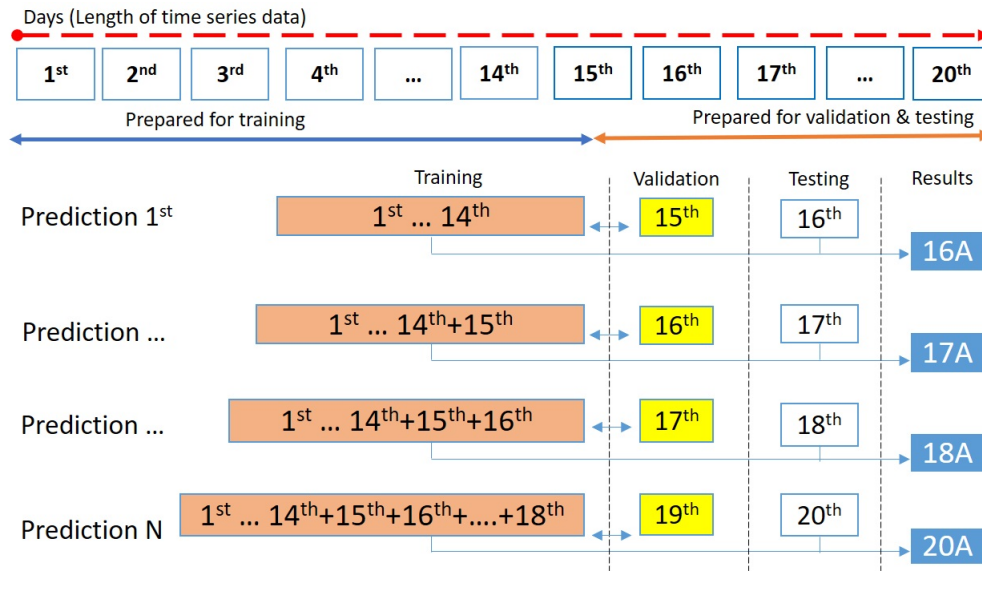 Days (Length of time series data)
1st 2nd 3rd 4th ... 14th 15th 16th 17th ... 20th
Prepared for training Prepared for validation & testing
Training Validation Testing Results
Prediction 1st 1st ... 14th 15th 16th
16A
Prediction ... 1st ... 14th+15th 16th 17th
17A
Prediction ... 1st ... 14th+15th+16th 17th 18th
18A
Prediction N 1st ... 14th+15th+16th+....+18th 19th 20th
20A